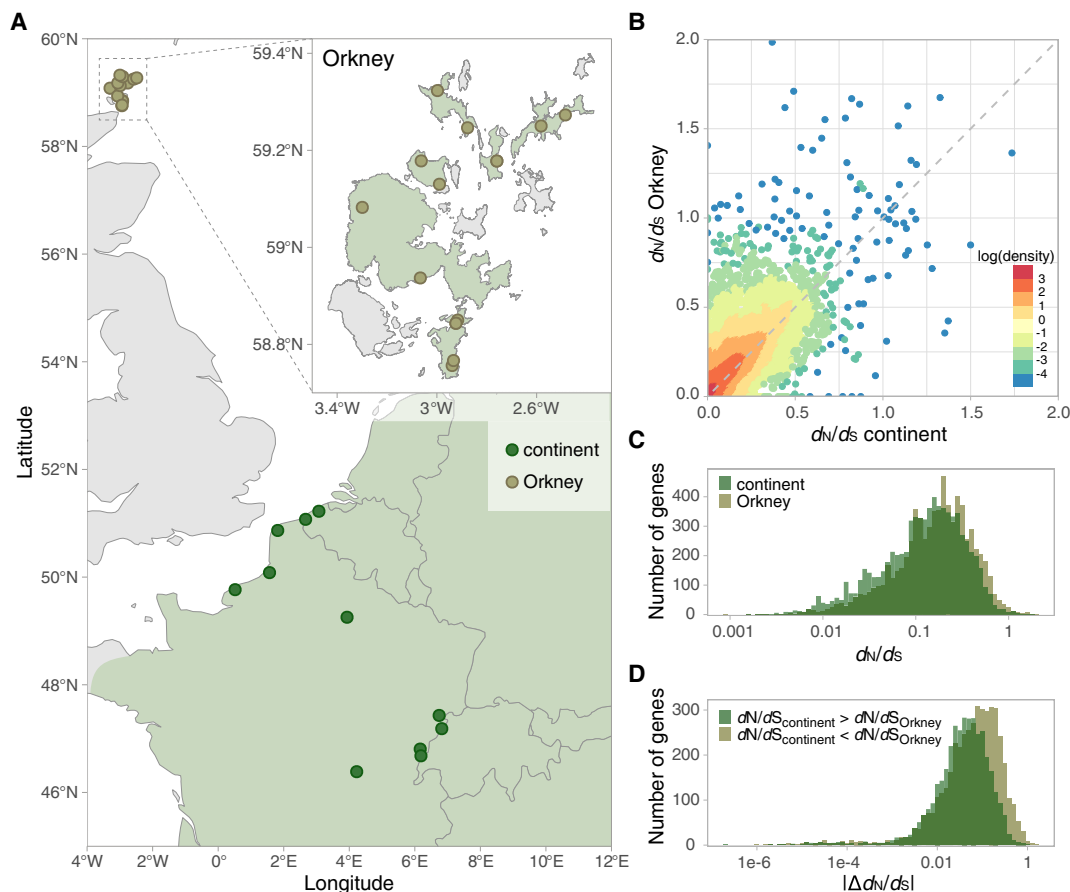 A
60°N
58°N
56°N
54°N
52°N
50°N
48°N
46°N
Latitude
4°W
2°W
0°
2°E
4°E
6°E
8°E
10°E
12°E
Longitude
Orkney
59.4°N
59.2°N
59°N
58.8°N
3.4°W
3°W
2.6°W
continent
Orkney
B
2.0
1.5
1.0
0.5
0.0
dN/dS Orkney
log(density)
3
2
1
0
-1
-2
-3
-4
0.0
0.5
1.0
1.5
2.0
dN/dS continent
C
continent
Orkney
400
300
200
100
0
Number of genes
0.001
0.01
0.1
1
dN/dS
D
dN/dScontinent > dN/dSOrkney
dN/dScontinent < dN/dSOrkney
300
200
100
0
Number of genes
1e-6
1e-4
0.01
1
|ΔdN/dS|